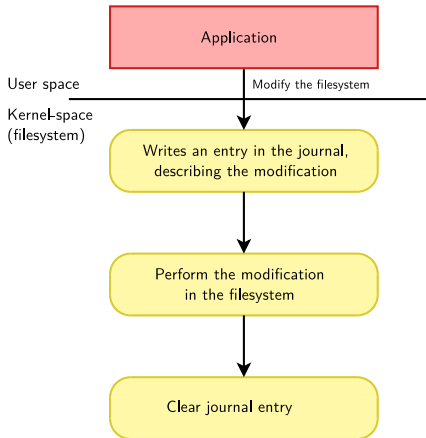 Application
User space
Modify the filesystem
Kernel-space
(filesystem)
Writes an entry in the journal,
describing the modification
Perform the modification
in the filesystem
Clear journal entry